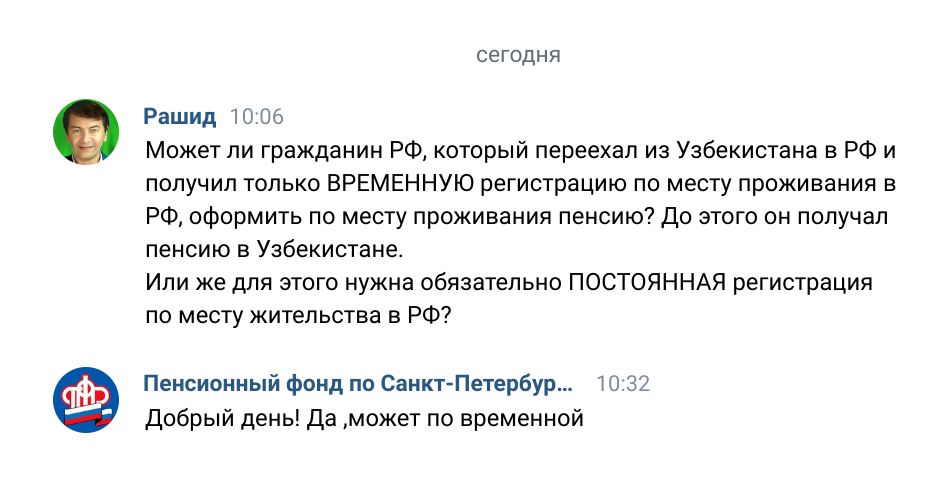 сегодня
Рашид 10:06
Может ли гражданин РФ, который переехал из Узбекистана в РФ и
получил только ВРЕМЕННУЮ регистрацию по месту проживания в
РФ, оформить по месту проживания пенсию? До этого он получал
пенсию в Узбекистане.
Или же для этого нужна обязательно ПОСТОЯННАЯ регистрация
по месту жительства в РФ?
Пенсионный фонд по Санкт-Петербур... 10:32
Добрый день! Да ,может по временной